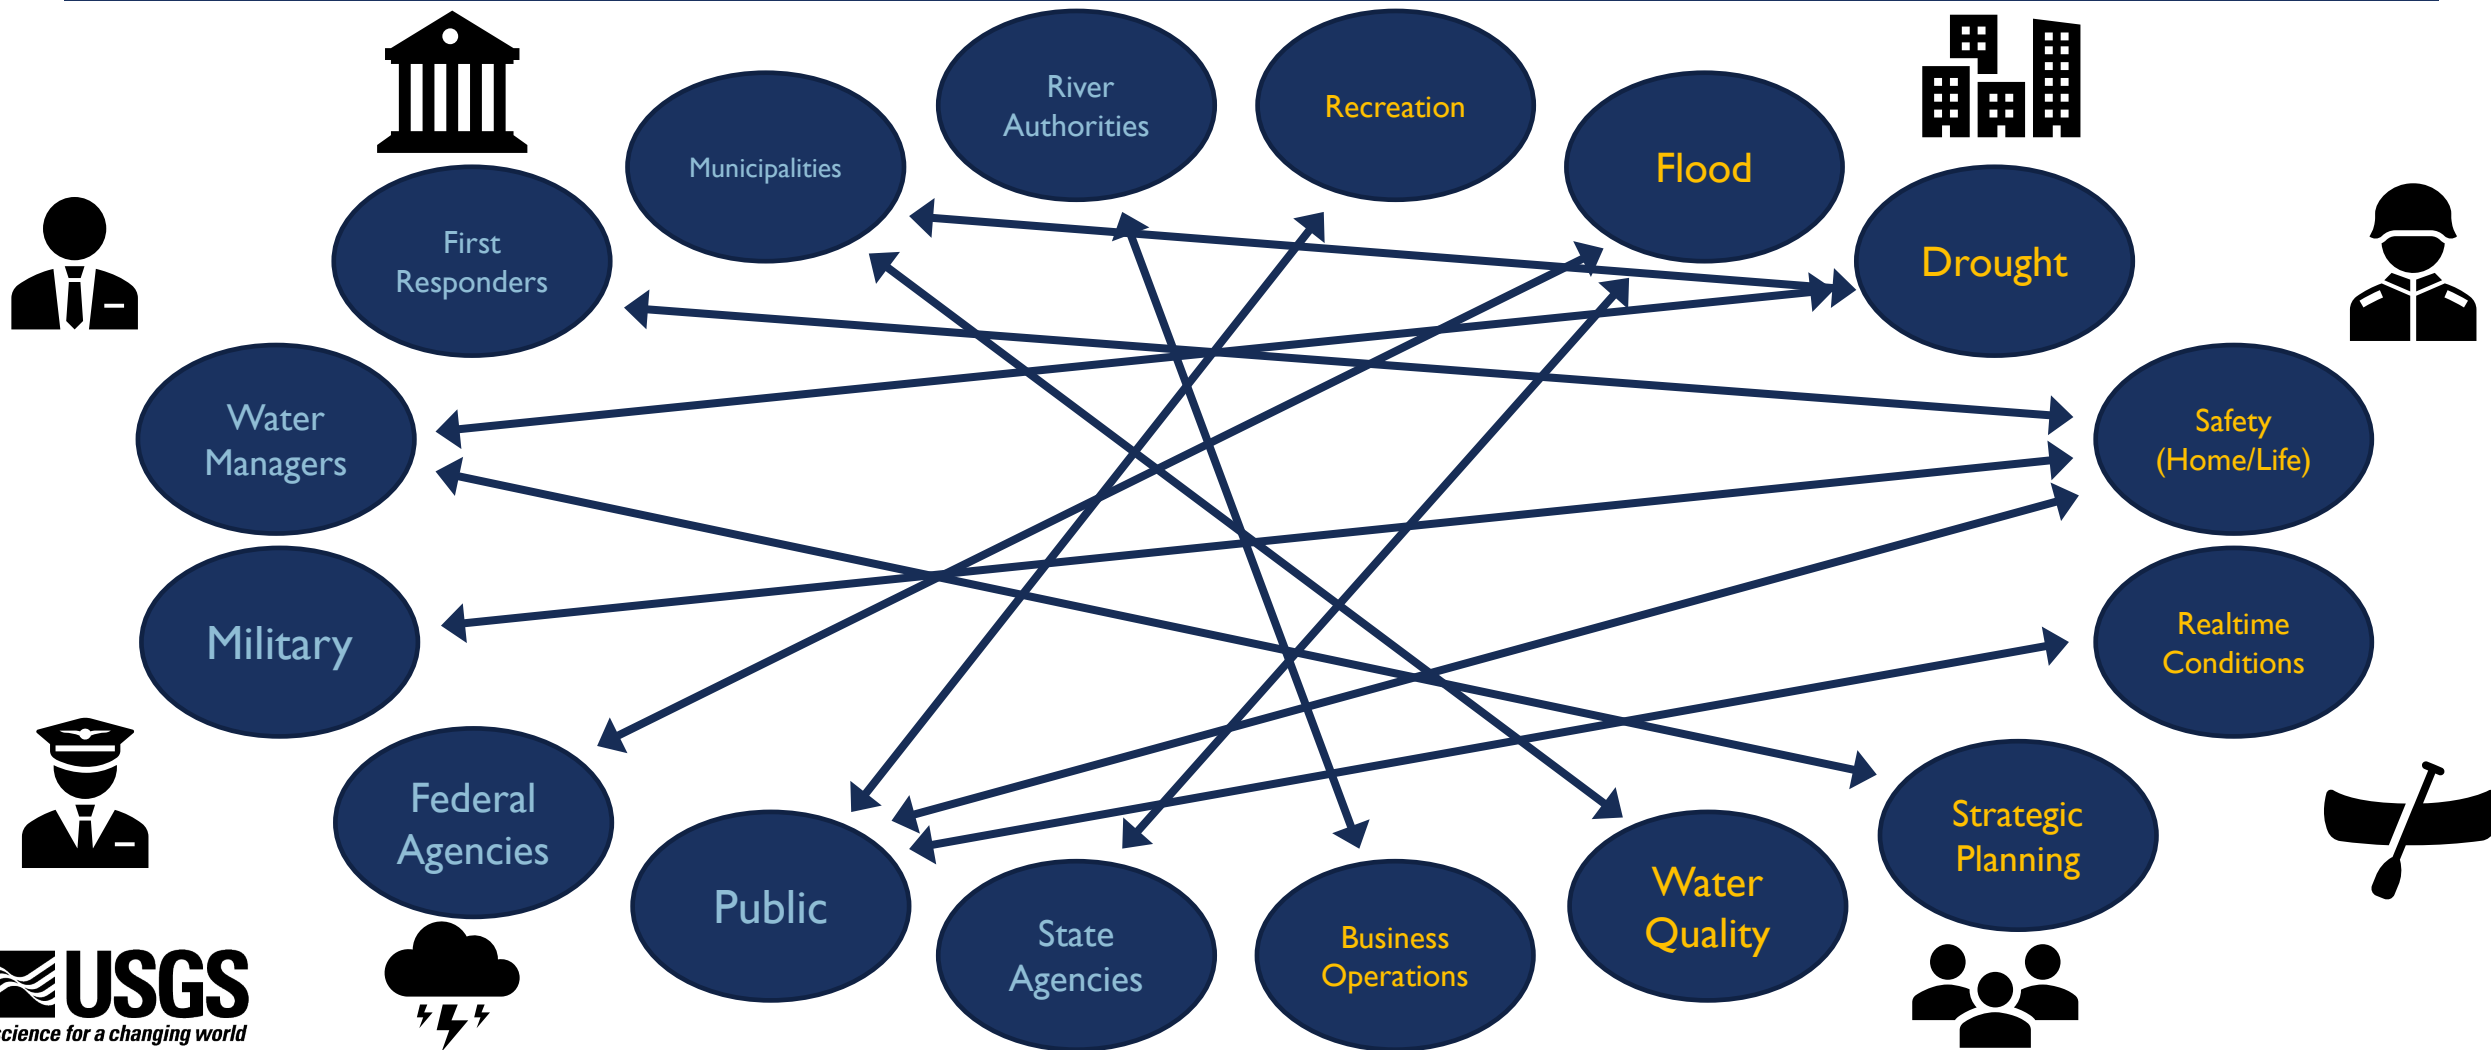 River
Authorities
Recreation
Municipalities
Flood
First
Responders
Drought
Water
Managers
Safety
(Home/Life)
Military
Realtime
Conditions
Federal
Agencies
Strategic
Planning
Public
Water
Quality
State
Agencies
Business
Operations
USGS
science for a changing world